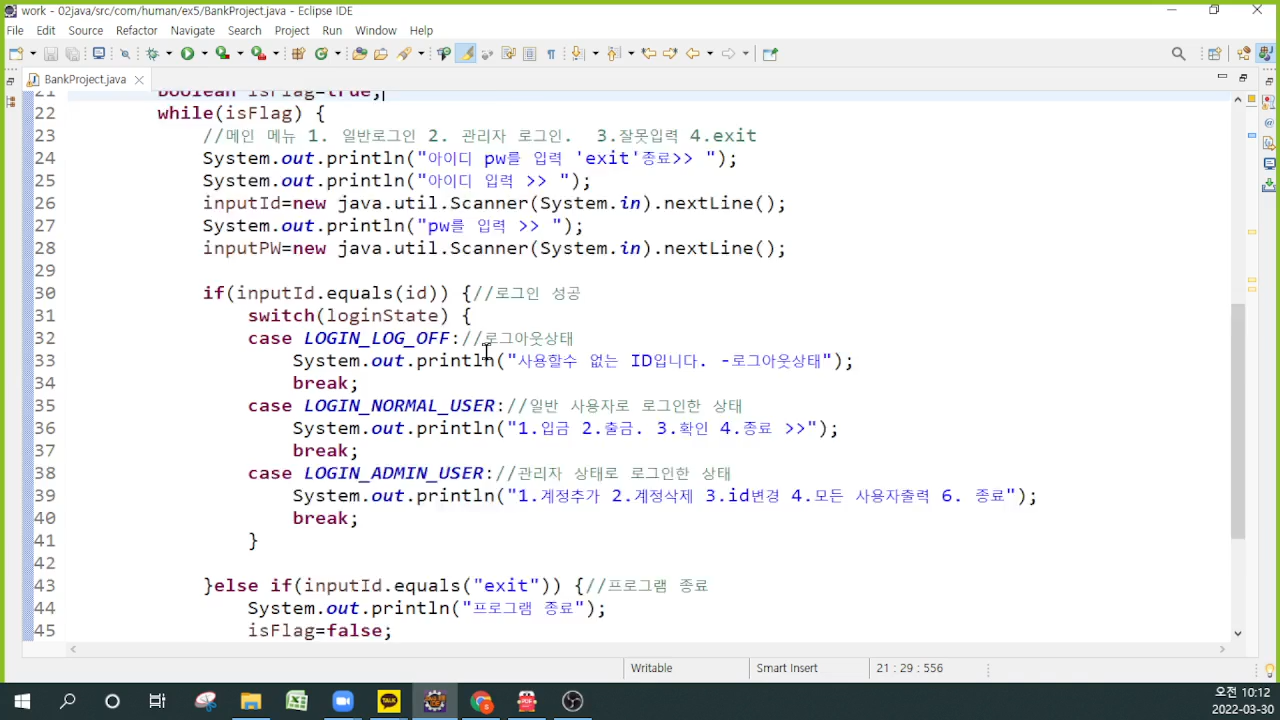 work - 02java/src/com/human/ex5/BankProject.java - Eclipse IDE
File Edit Source Refactor Navigate Search Project Run Window Help
BankProject.java
21 boolean isFlag=true;
22 while(isFlag) {
23 //메인 메뉴 1. 일반로그인 2. 관리자 로그인. 3.잘못입력 4.exit
24 System.out.println("아이디 pw를 입력 'exit'종료>> ");
25 System.out.println("아이디 입력 >> ");
26 inputId=new java.util.Scanner(System.in).nextLine();
27 System.out.println("pw를 입력 >> ");
28 inputPW=new java.util.Scanner(System.in).nextLine();
29
30 if(inputId.equals(id)) {//로그인 성공
31 switch(loginState) {
32 case LOGIN_LOG_OFF://로그아웃상태
33 System.out.println("사용할수 없는 ID입니다. -로그아웃상태");
34 break;
35 case LOGIN_NORMAL_USER://일반 사용자로 로그인한 상태
36 System.out.println("1.입금 2.출금. 3.확인 4.종료 >>");
37 break;
38 case LOGIN_ADMIN_USER://관리자 상태로 로그인한 상태
39 System.out.println("1.계정추가 2.계정삭제 3.id변경 4.모든 사용자출력 6. 종료");
40 break;
41 }
42
43 }else if(inputId.equals("exit")) {//프로그램 종료
44 System.out.println("프로그램 종료");
45 isFlag=false;
Writable Smart Insert 21 : 29 : 556
오전 10:12
2022-03-30